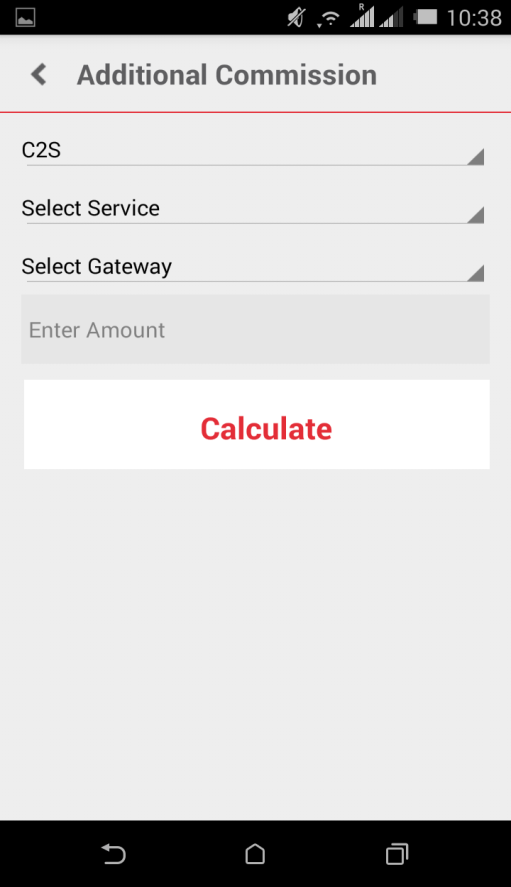 R
10:38
Additional Commission
C2S
Select Service
Select Gateway
Enter Amount
Calculate